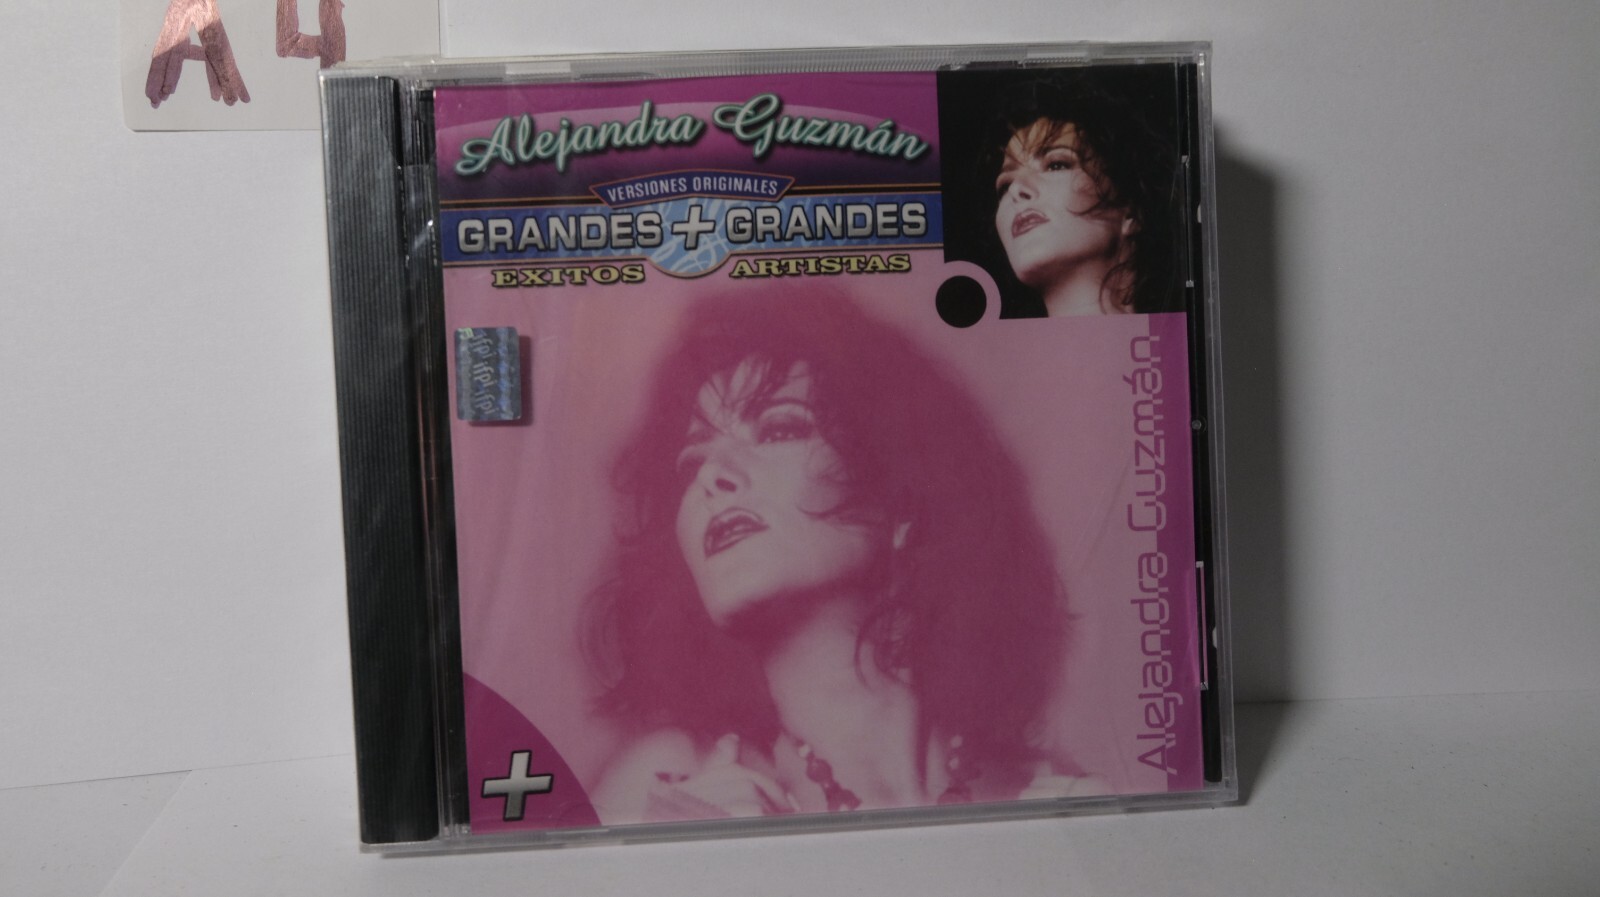 A4
Alejandra Guzmán
VERSIONES ORIGINALES
GRANDES + GRANDES
EXITOS ARTISTAS
Alejandra Guzmán
+